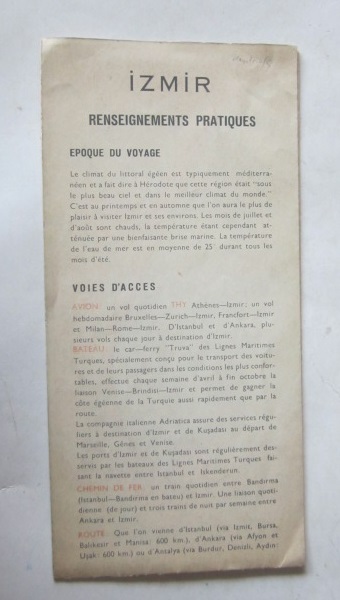 İZMİR
RENSEIGNEMENTS PRATIQUES
EPOQUE DU VOYAGE
Le climat du littoral égéen est typiquement méditerra-
néen et a fait dire à Hérodote que cette région était "sous
le plus beau ciel et dans le meilleur climat du monde."
C'est au printemps et en automne que l'on aura le plus de
plaisir à visiter Izmir et ses environs. Les mois de juillet et
d'août sont chauds, la température étant cependant at-
ténuée par une bienfaisante brise marine. La température
de l'eau de mer est en moyenne de 25° durant tous les
mois d'été.
VOIES D'ACCES
AVION: un vol quotidien THY Athènes—Izmir; un vol
hebdomadaire Bruxelles—Zürich—Izmir, Francfort—Izmir
et Milan—Rome—Izmir. D'Istanbul et d'Ankara, plu-
sieurs vols chaque jour à destination d'Izmir.
BATEAU: le car—ferry "Truva" des Lignes Maritimes
Turques, spécialement conçu pour le transport des voitu-
res et de leurs passagers dans les conditions les plus confor-
tables, effectue chaque semaine d'avril à fin octobre la
liaison Venise—Brindisi—Izmir et permet de gagner la
côte égéenne de la Turquie aussi rapidement que par la
route.
La compagnie italienne Adriatica assure des services régu-
liers à destination d'Izmir et de Kuşadası au départ de
Marseille, Gênes et Venise.
Les ports d'Izmir et de Kuşadası sont régulièrement des-
servis par les bateaux des Lignes Maritimes Turques fai-
sant la navette entre Istanbul et Iskenderun.
CHEMIN DE FER: un train quotidien entre Bandirma
(Istanbul—Bandirma en bateu) et Izmir. Une liaison quoti-
dienne (de jour) et trois trains de nuit par semaine entre
Ankara et Izmir.
ROUTE: Que l'on vienne d'Istanbul (via Izmit, Bursa,
Balıkesir et Manisa: 600 km.), d'Ankara (via Afyon et
Uşak: 600 km.) ou d'Antalya (via Burdur, Denizli, Aydın: